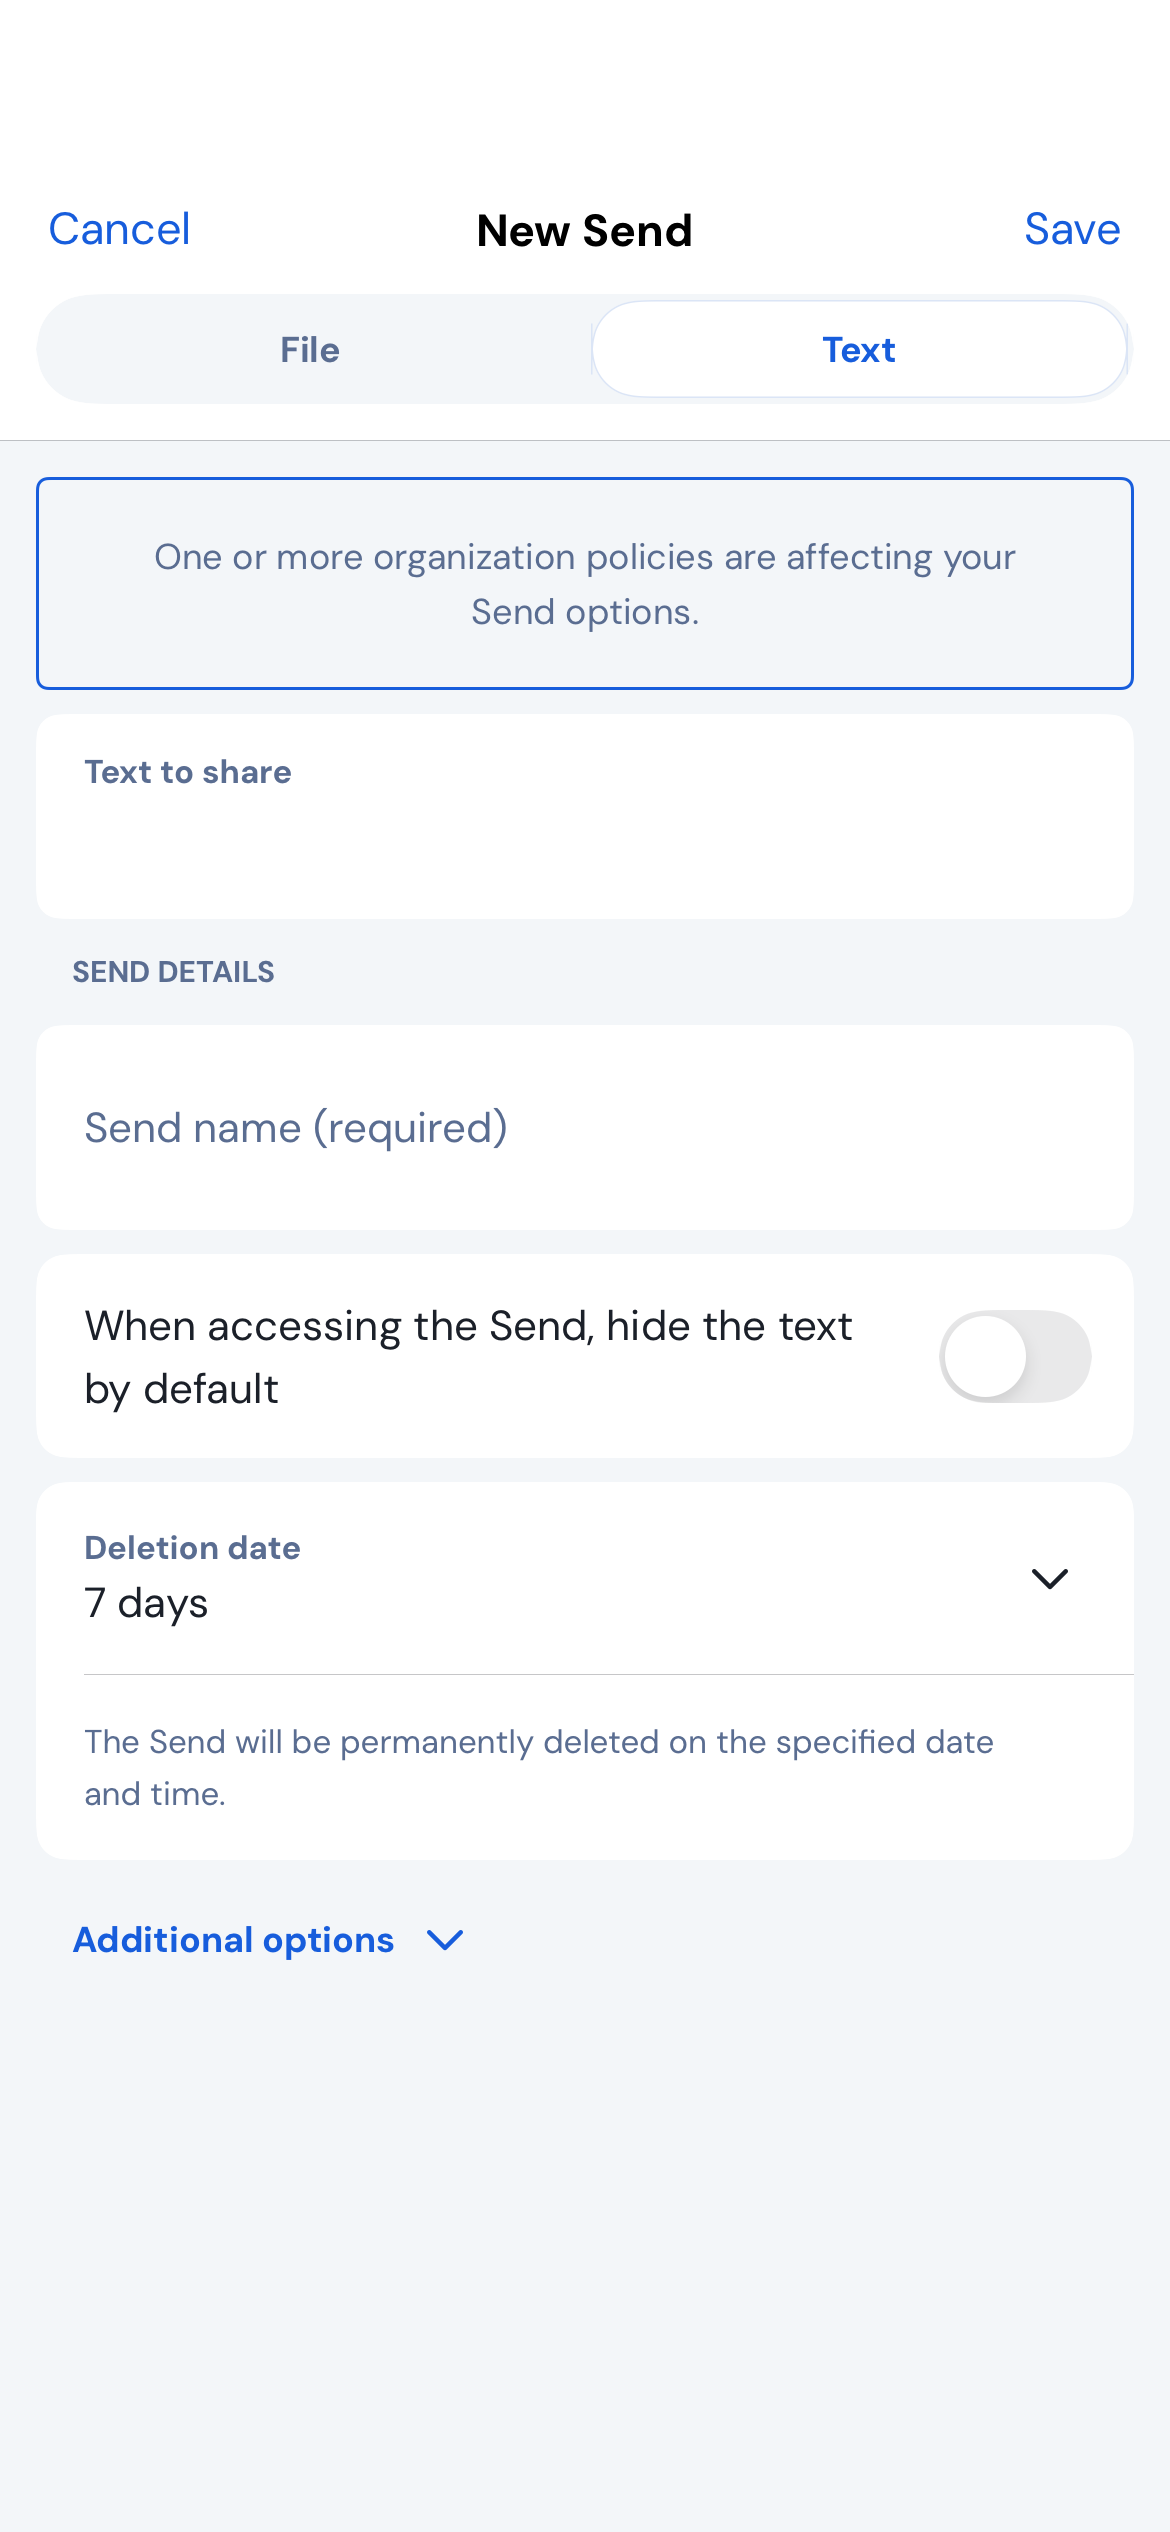 Cancel
New Send
Save
File
Text
One or more organization policies are affecting your
Send options.
Text to share
SEND DETAILS
Send name (required)
When accessing the Send, hide the text
by default
Deletion date
7 days
The Send will be permanently deleted on the specified date
and time.
Additional options